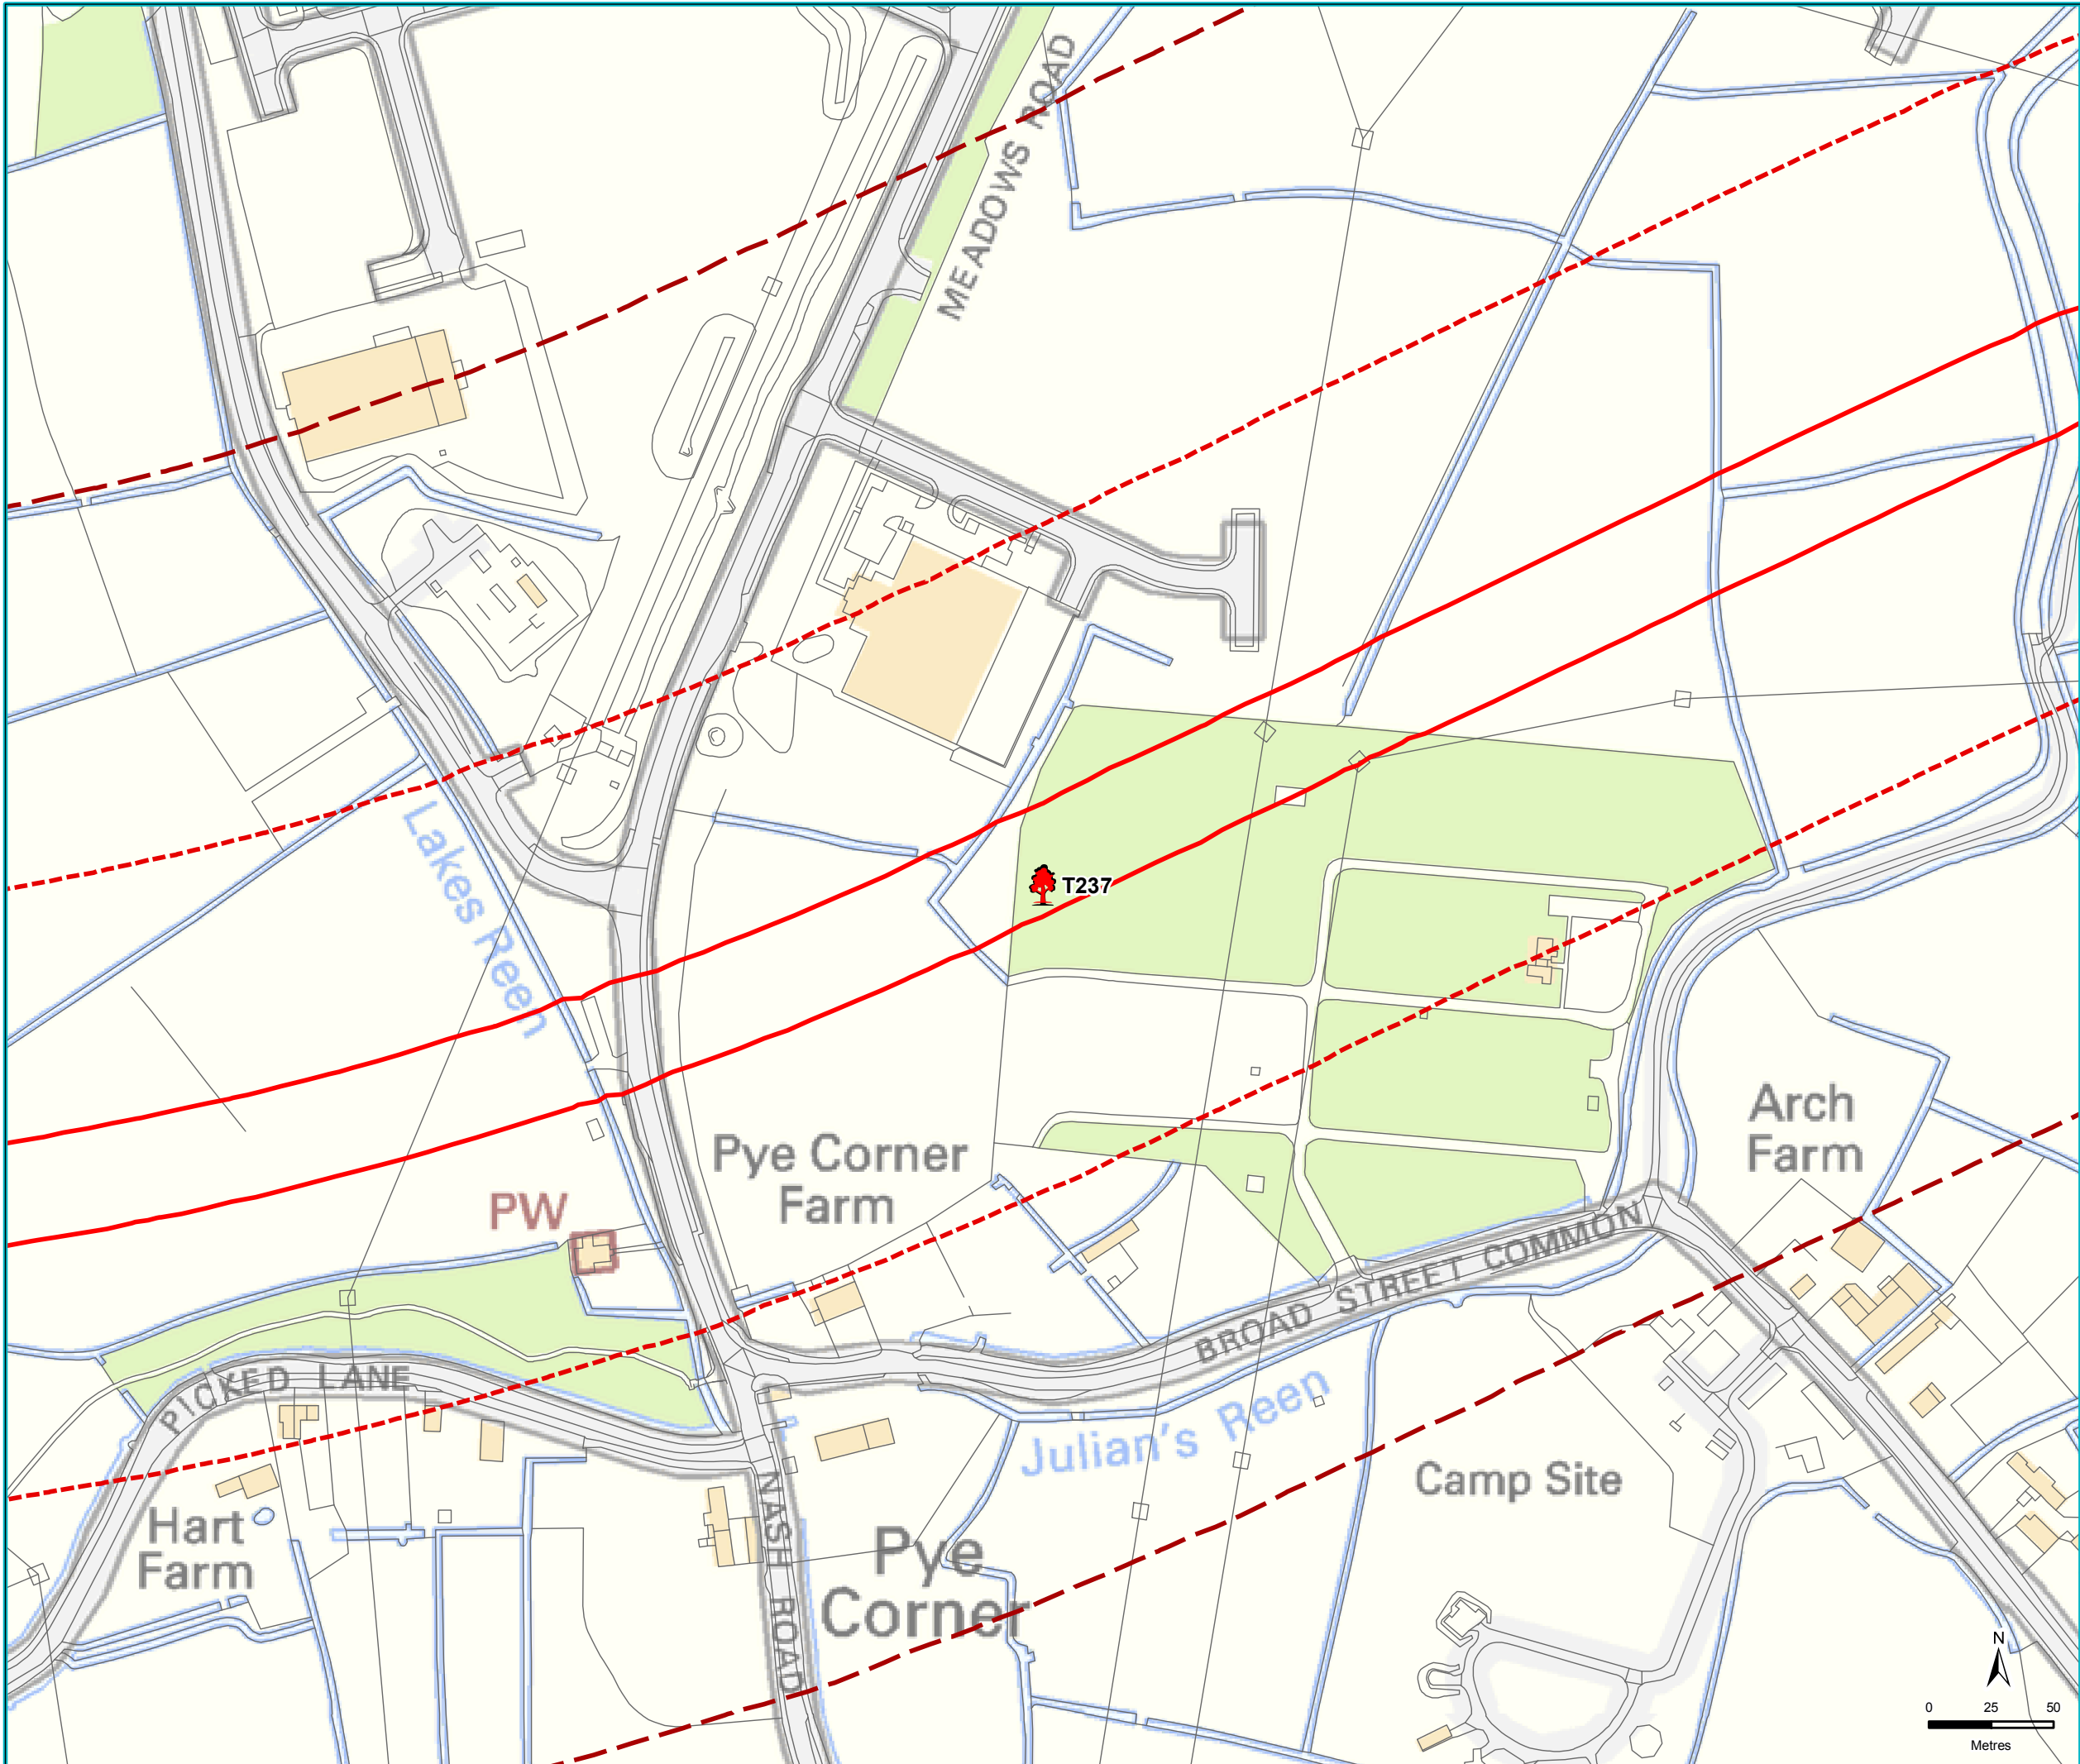 MEADOWS ROAD
Lakes Reen
T237
Pye Corner
Farm
Arch
Farm
PW
PICKED LANE
BROAD STREET COMMON
Julian's Reen
Camp Site
Hart
Farm
NASH ROAD
Pye
Corner
N
0 25 50
Metres